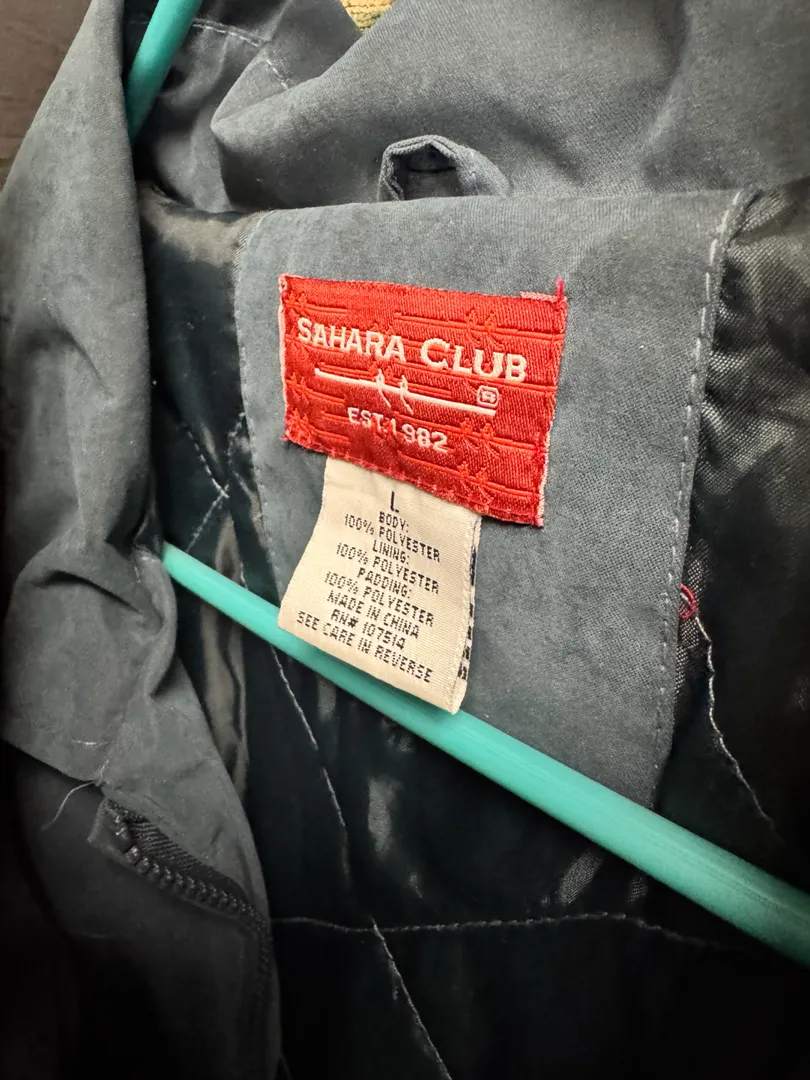 SAHARA CLUB
®
EST. 1982
L
BODY:
100% POLYESTER
LINING:
100% POLYESTER
PADDING:
100% POLYESTER
MADE IN CHINA
RN# 107514
SEE CARE IN REVERSE